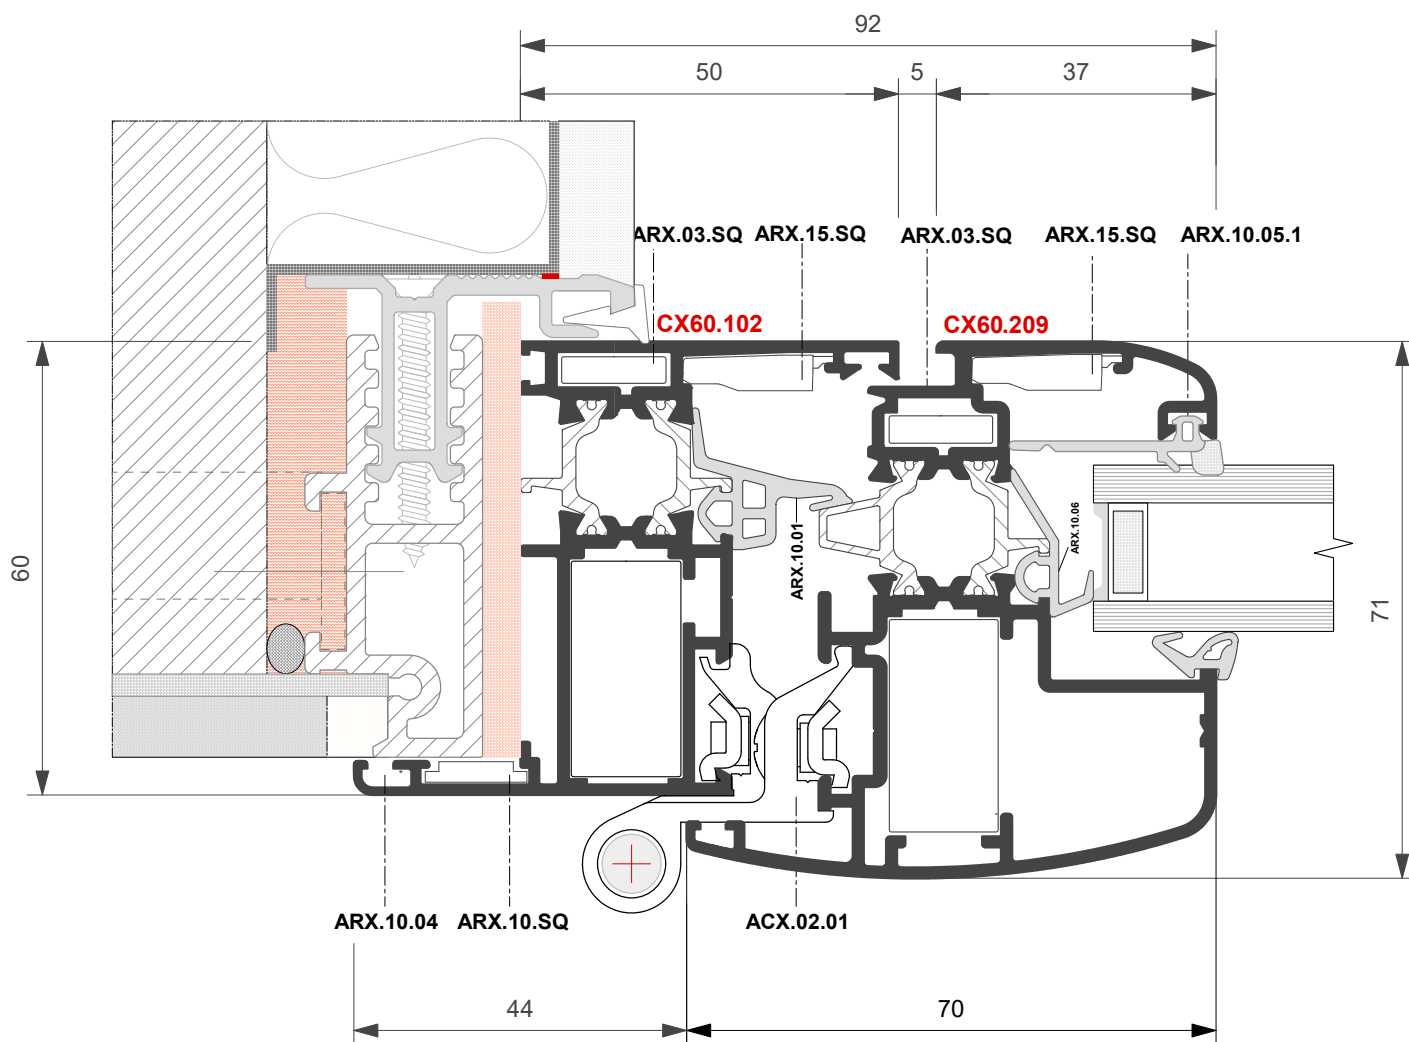 92
50 5 37
ARX.03.SQ ARX.15.SQ ARX.03.SQ ARX.15.SQ ARX.10.05.1
CX60.102 CX60.209
60
ARX.10.01
ARX.10.06
71
ARX.10.04 ARX.10.SQ ACX.02.01
44 70